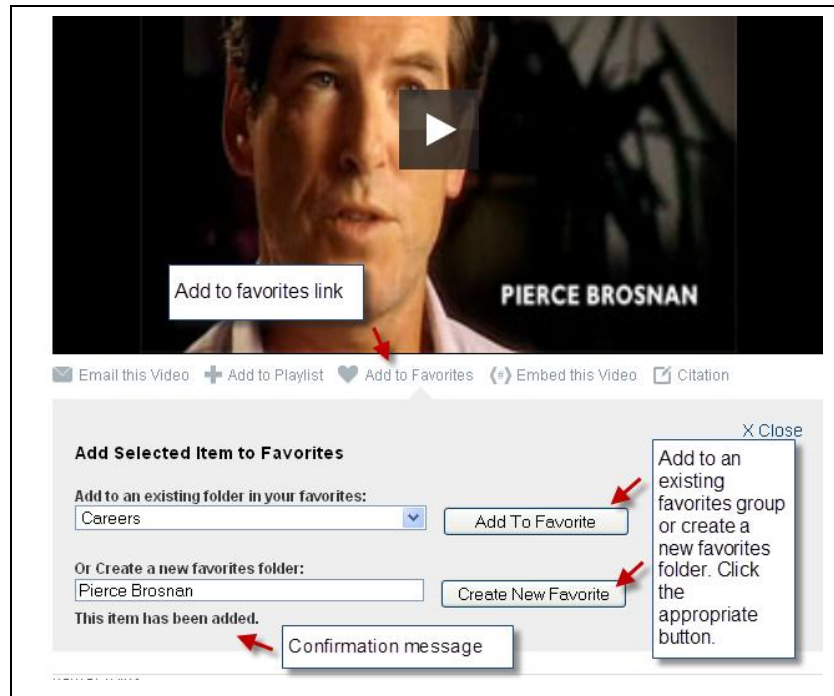 Add to favorites link
PIERCE BROSNAN
Email this Video Add to Playlist Add to Favorites Embed this Video Citation
X Close
Add Selected Item to Favorites
Add to an existing folder in your favorites:
Careers
Add To Favorite
Or Create a new favorites folder:
Pierce Brosnan
Create New Favorite
This item has been added.
Add to an
existing
favorites group
or create a
new favorites
folder. Click
the
appropriate
button.
Confirmation message